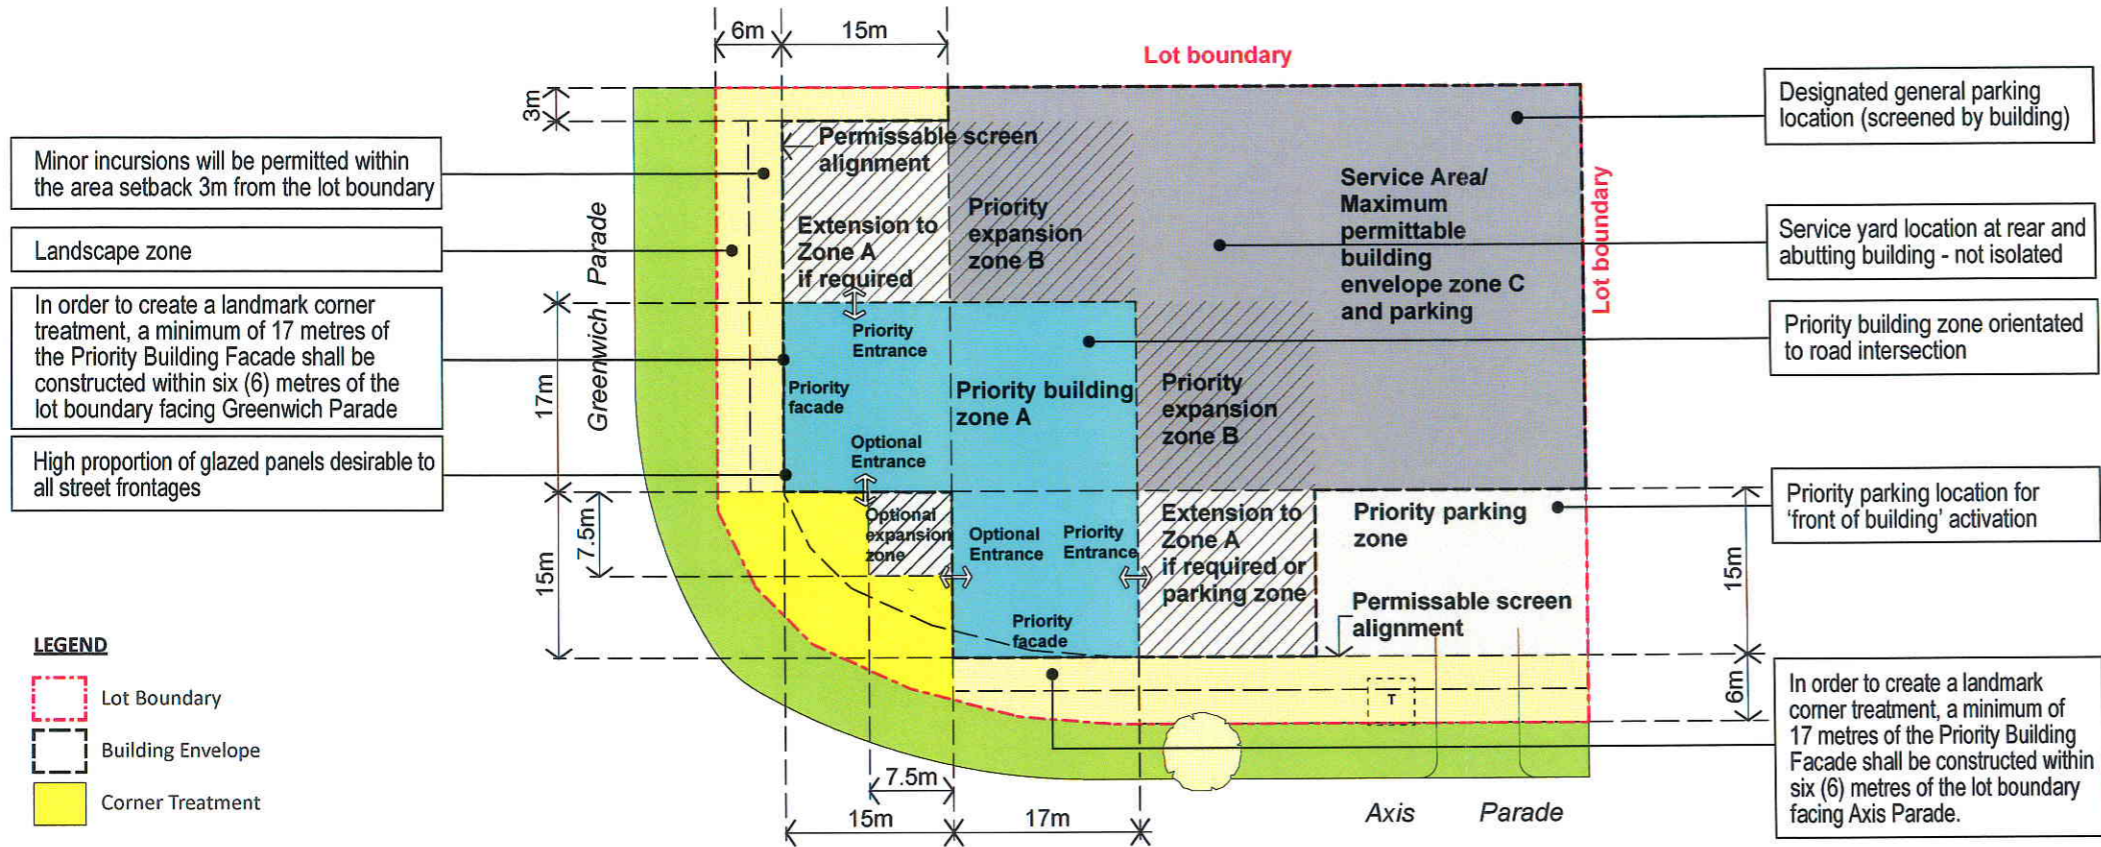 6m
15m
Lot boundary
3m
Designated general parking
location (screened by building)
Minor incursions will be permitted within
the area setback 3m from the lot boundary
Landscape zone
In order to create a landmark corner
treatment, a minimum of 17 metres of
the Priority Building Facade shall be
constructed within six (6) metres of the
lot boundary facing Greenwich Parade
High proportion of glazed panels desirable to
all street frontages
Greenwich Parade
Permissable screen
alignment
Extension to
Zone A
if required
Priority
expansion
zone B
Service Area/
Maximum
permittable
building
envelope zone C
and parking
Lot boundary
Service yard location at rear and
abutting building - not isolated
Priority building zone orientated
to road intersection
17m
Priority
Entrance
Priority
facade
Priority building
zone A
Optional
Entrance
Priority
expansion
zone B
Priority parking location for
‘front of building’ activation
15m
7.5m
Optional
expansion
zone
Optional
Entrance
Priority
Entrance
Priority
facade
Extension to
Zone A
if required or
parking zone
Priority parking
zone
Permissable screen
alignment
15m
6m
T
In order to create a landmark
corner treatment, a minimum of
17 metres of the Priority Building
Facade shall be constructed within
six (6) metres of the lot boundary
facing Axis Parade.
7.5m
15m
17m
Axis Parade
LEGEND
Lot Boundary
Building Envelope
Corner Treatment